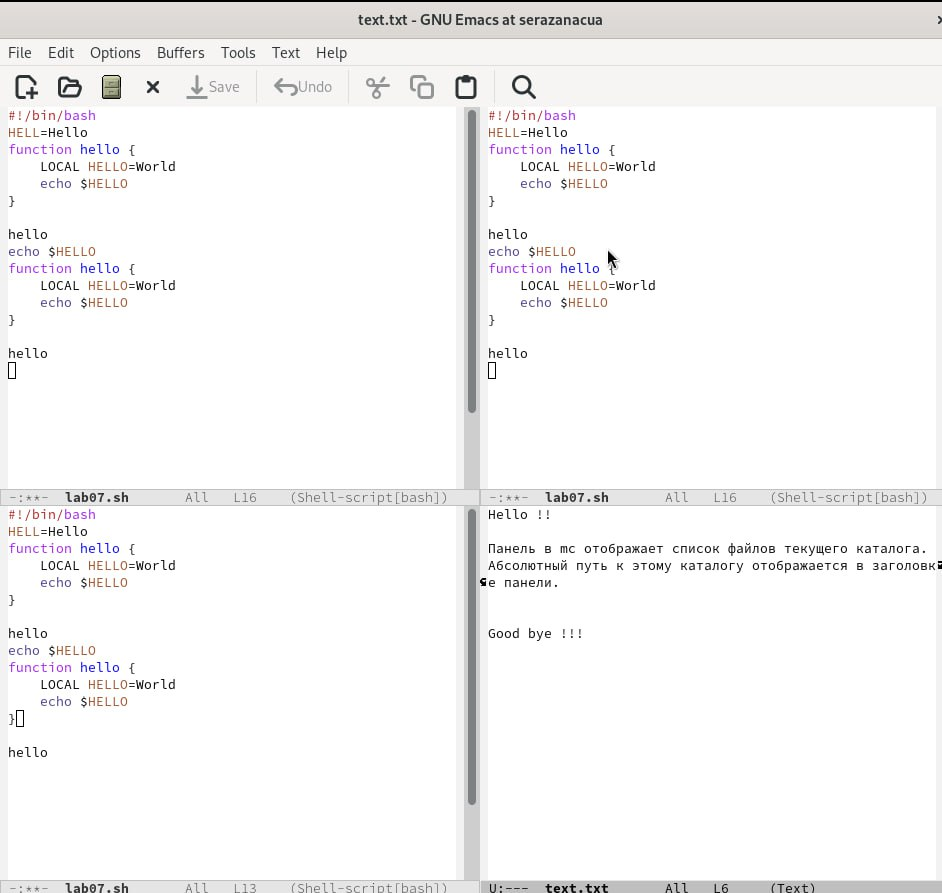 text.txt - GNU Emacs at serazanacua
File Edit Options Buffers Tools Text Help
Save Undo
#!/bin/bash
HELL=Hello
function hello {
    LOCAL HELLO=World
    echo $HELLO
}
hello
echo $HELLO
function hello {
    LOCAL HELLO=World
    echo $HELLO
}
hello
-:**- lab07.sh All L16 (Shell-script[bash])
#!/bin/bash
HELL=Hello
function hello {
    LOCAL HELLO=World
    echo $HELLO
}
hello
echo $HELLO
function hello {
    LOCAL HELLO=World
    echo $HELLO
}
hello
-:**- lab07.sh All L16 (Shell-script[bash])
#!/bin/bash
HELL=Hello
function hello {
    LOCAL HELLO=World
    echo $HELLO
}
hello
echo $HELLO
function hello {
    LOCAL HELLO=World
    echo $HELLO
}
hello
-:**- lab07.sh All L13 (Shell-script[bash])
Hello !!
Панель в mc отображает список файлов текущего каталога.
Абсолютный путь к этому каталогу отображается в заголовк
е панели.
Good bye !!!
U:--- text.txt All L6 (Text)